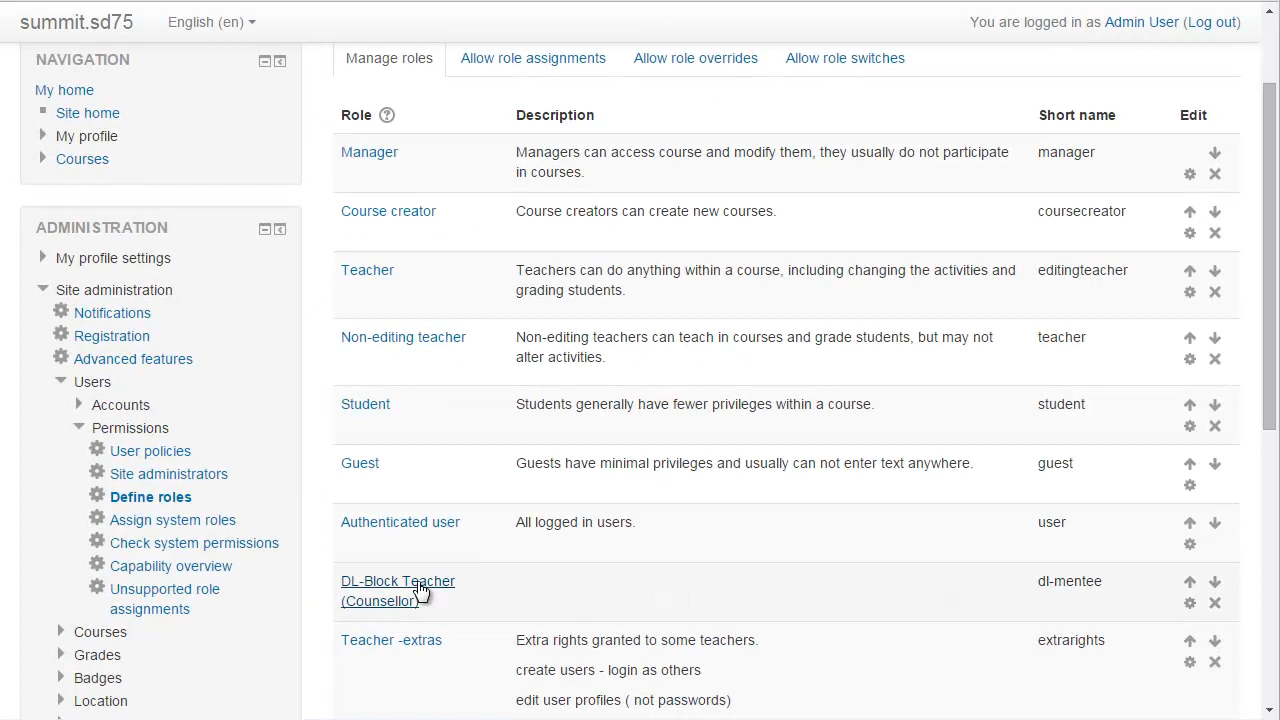 summit.sd75
English (en)
You are logged in as Admin User (Log out)
NAVIGATION
My home
Site home
My profile
Courses
ADMINISTRATION
My profile settings
Site administration
Notifications
Registration
Advanced features
Users
Accounts
Permissions
User policies
Site administrators
Define roles
Assign system roles
Check system permissions
Capability overview
Unsupported role
assignments
Courses
Grades
Badges
Location
Manage roles
Allow role assignments
Allow role overrides
Allow role switches
Role
Description
Short name
Edit
Manager
Managers can access course and modify them, they usually do not participate
in courses.
manager
Course creator
Course creators can create new courses.
coursecreator
Teacher
Teachers can do anything within a course, including changing the activities and
grading students.
editingteacher
Non-editing teacher
Non-editing teachers can teach in courses and grade students, but may not
alter activities.
teacher
Student
Students generally have fewer privileges within a course.
student
Guest
Guests have minimal privileges and usually can not enter text anywhere.
guest
Authenticated user
All logged in users.
user
DL-Block Teacher
(Counsellor)
dl-mentee
Teacher -extras
Extra rights granted to some teachers.
create users - login as others
edit user profiles ( not passwords)
extrarights